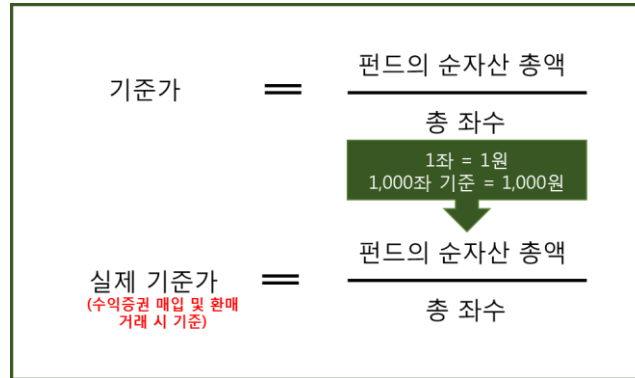 기준가
=
펀드의 순자산 총액
총 좌수
1좌 = 1원
1,000좌 기준 = 1,000원
실제 기준가
(수익증권 매입 및 환매
거래 시 기준)
=
펀드의 순자산 총액
총 좌수